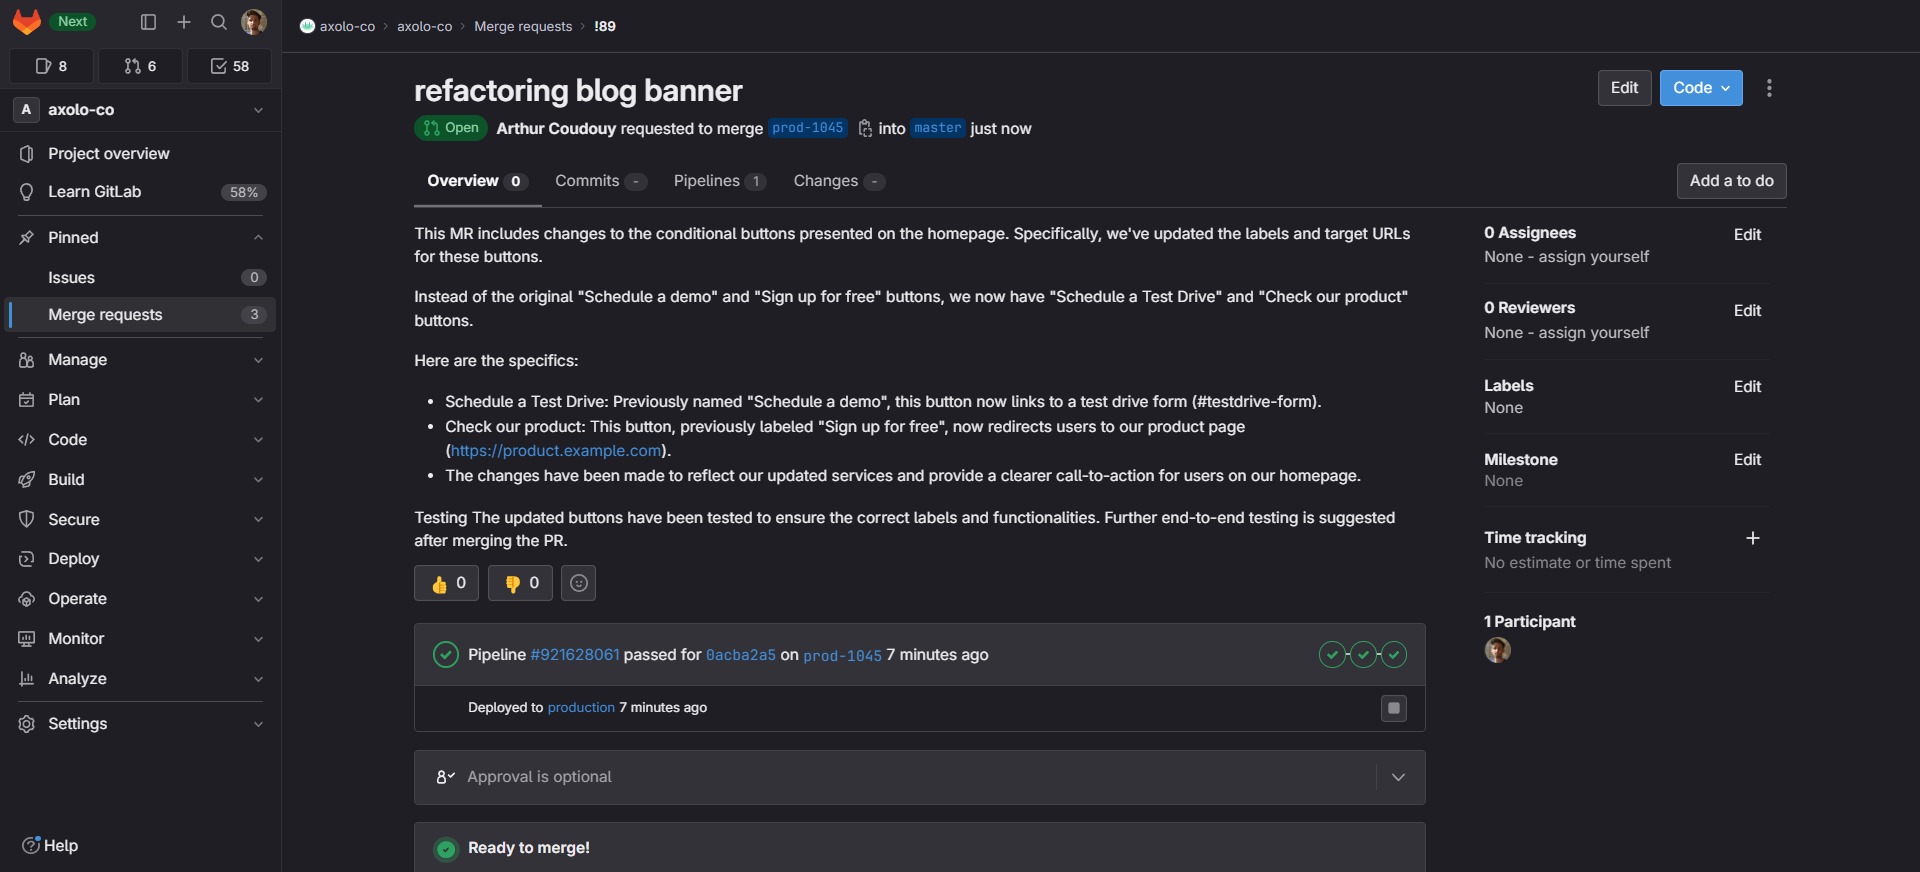 Next
8
6
58
A axolo-co
Project overview
Learn GitLab 58%
Pinned
Issues 0
Merge requests 3
Manage
Plan
Code
Build
Secure
Deploy
Operate
Monitor
Analyze
Settings
Help
axolo-co › axolo-co › Merge requests › !89
refactoring blog banner
Edit
Code
Open Arthur Coudouy requested to merge prod-1045 into master just now
Overview 0 Commits - Pipelines 1 Changes -
Add a to do
This MR includes changes to the conditional buttons presented on the homepage. Specifically, we've updated the labels and target URLs
for these buttons.
Instead of the original "Schedule a demo" and "Sign up for free" buttons, we now have "Schedule a Test Drive" and "Check our product"
buttons.
Here are the specifics:
• Schedule a Test Drive: Previously named "Schedule a demo", this button now links to a test drive form (#testdrive-form).
• Check our product: This button, previously labeled "Sign up for free", now redirects users to our product page
(https://product.example.com).
• The changes have been made to reflect our updated services and provide a clearer call-to-action for users on our homepage.
Testing The updated buttons have been tested to ensure the correct labels and functionalities. Further end-to-end testing is suggested
after merging the PR.
👍 0 👎 0
Pipeline #921628061 passed for 0acba2a5 on prod-1045 7 minutes ago
Deployed to production 7 minutes ago
Approval is optional
Ready to merge!
0 Assignees Edit
None - assign yourself
0 Reviewers Edit
None - assign yourself
Labels Edit
None
Milestone Edit
None
Time tracking +
No estimate or time spent
1 Participant